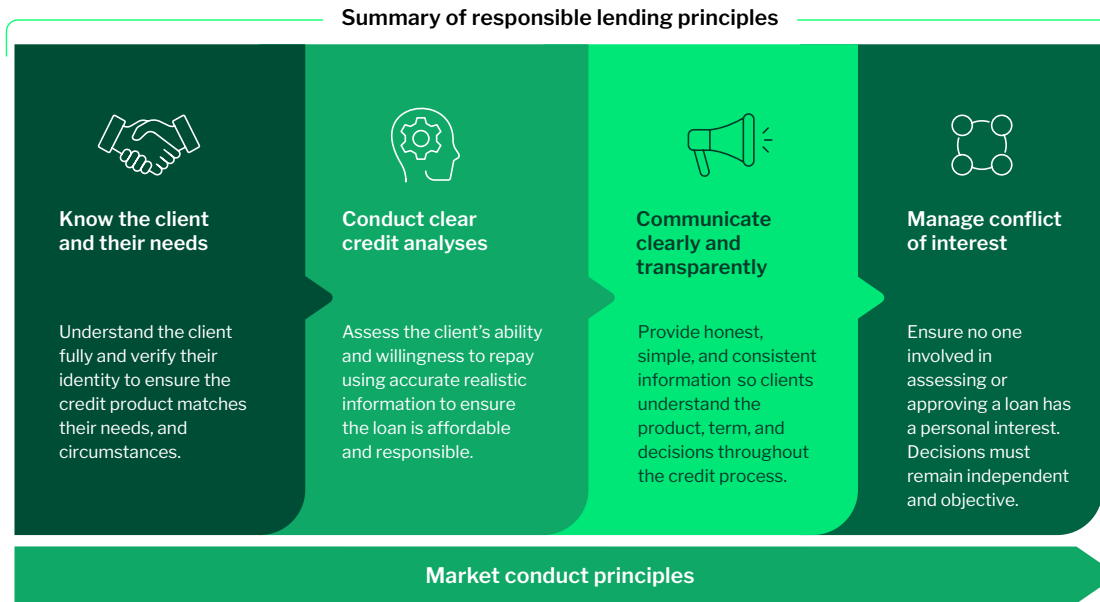 Summary of responsible lending principles
Know the client
and their needs
Understand the client
fully and verify their
identity to ensure the
credit product matches
their needs, and
circumstances.
Conduct clear
credit analyses
Assess the client's ability
and willingness to repay
using accurate realistic
information to ensure
the loan is affordable
and responsible.
Communicate
clearly and
transparently
Provide honest,
simple, and consistent
information so clients
understand the
product, term, and
decisions throughout
the credit process.
Manage conflict
of interest
Ensure no one
involved in
assessing or
approving a loan has
a personal interest.
Decisions must
remain independent
and objective.
Market conduct principles